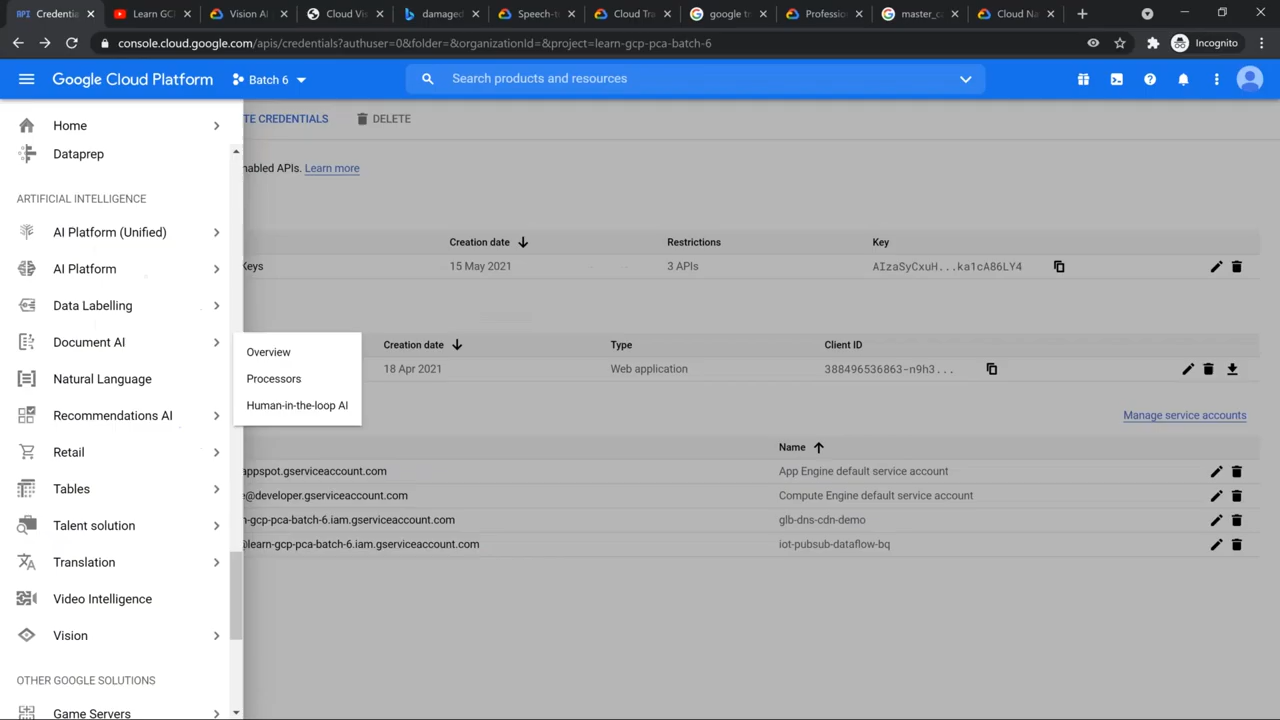 API Credentia
Learn GC
Vision AI
Cloud Vis
damaged
Speech-t
Cloud Tra
google tr
Professio
master_c
Cloud Na
console.cloud.google.com/apis/credentials?authuser=0&folder=&organizationId=&project=learn-gcp-pca-batch-6
Incognito
Google Cloud Platform
Batch 6
Search products and resources
Home
TE CREDENTIALS
DELETE
Dataprep
nabled APIs. Learn more
ARTIFICIAL INTELLIGENCE
AI Platform (Unified)
Creation date
Restrictions
Key
AI Platform
Keys
15 May 2021
3 APIs
AIzaSyCxuH...ka1cA86LY4
Data Labelling
Document AI
Overview
Processors
Human-in-the-loop AI
Creation date
Type
Client ID
18 Apr 2021
Web application
388496536863-n9h3...
Natural Language
Recommendations AI
Manage service accounts
Retail
Name
appspot.gserviceaccount.com
App Engine default service account
Tables
e@developer.gserviceaccount.com
Compute Engine default service account
Talent solution
n-gcp-pca-batch-6.iam.gserviceaccount.com
glb-dns-cdn-demo
@learn-gcp-pca-batch-6.iam.gserviceaccount.com
iot-pubsub-dataflow-bq
Translation
Video Intelligence
Vision
OTHER GOOGLE SOLUTIONS
Game Servers